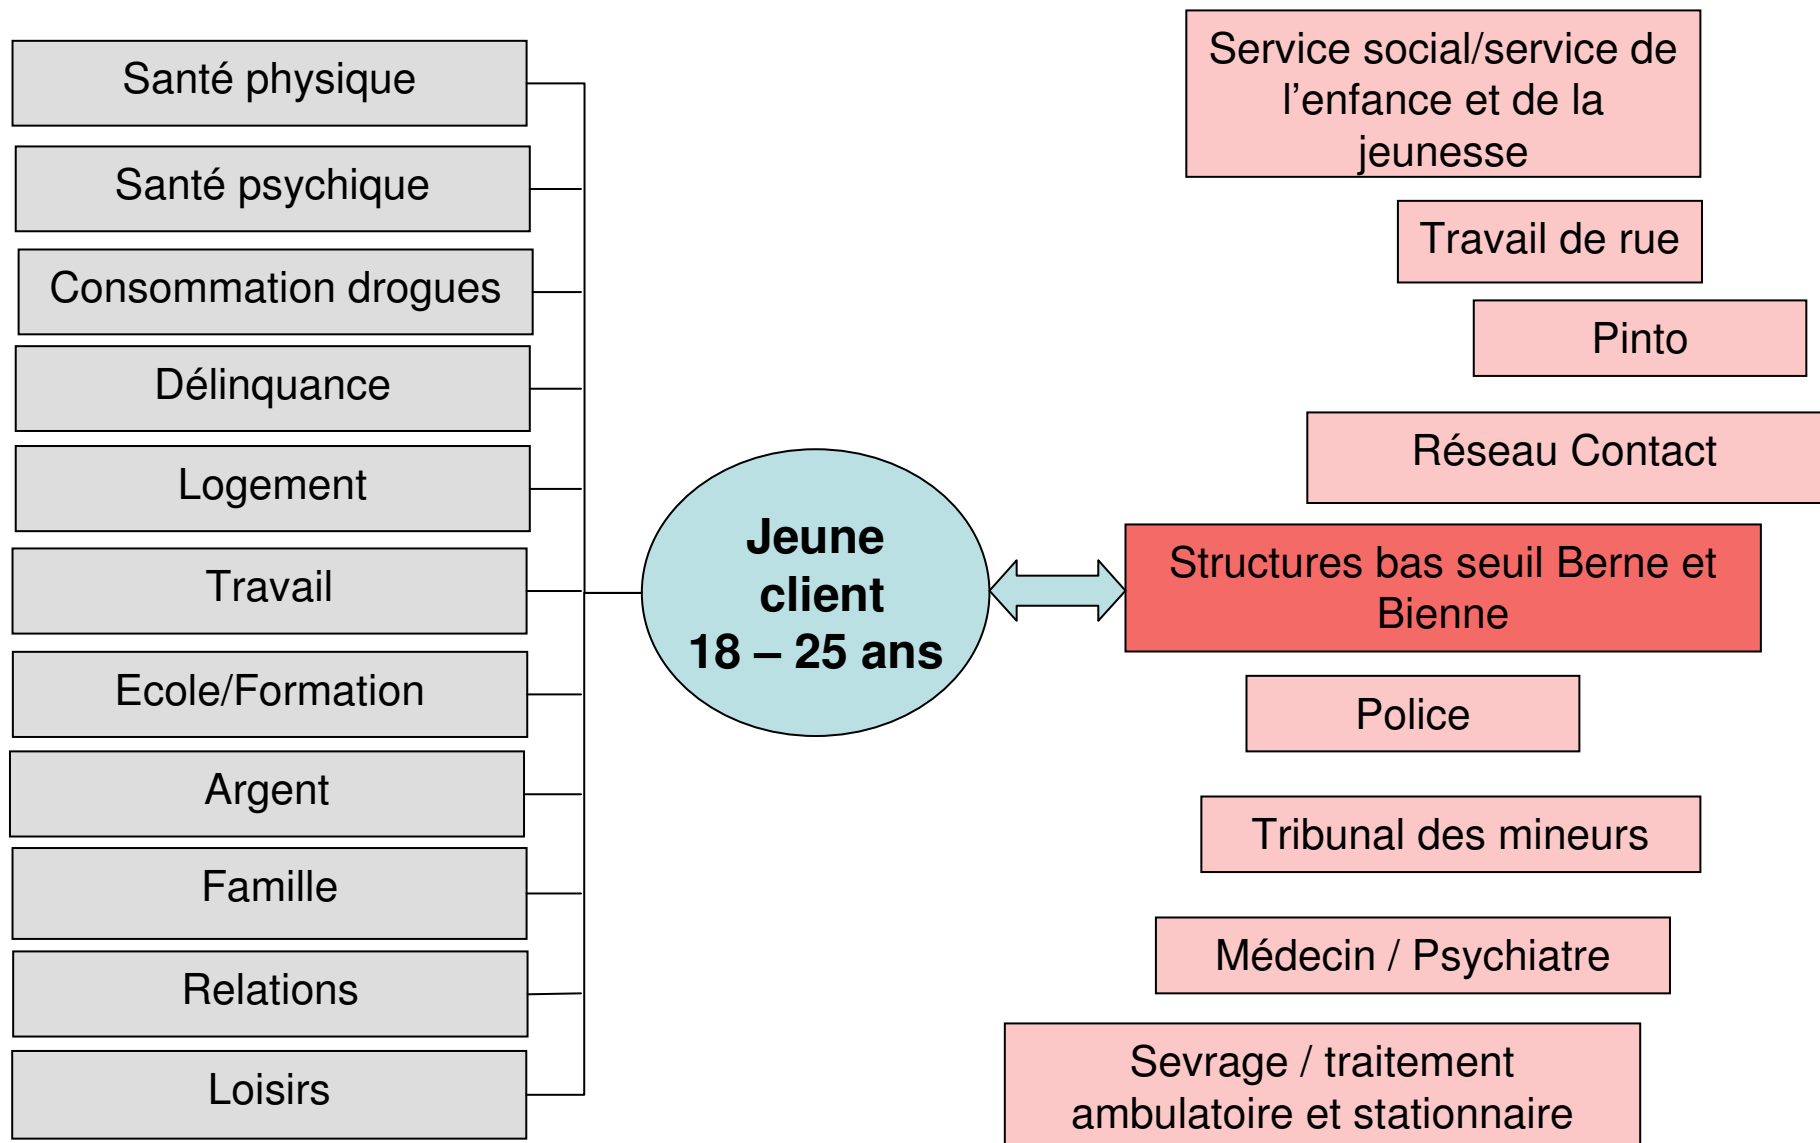 Santé physique
Santé psychique
Consommation drogues
Délinquance
Logement
Travail
Ecole/Formation
Argent
Famille
Relations
Loisirs
Jeune
client
18 – 25 ans
Service social/service de
l’enfance et de la
jeunesse
Travail de rue
Pinto
Réseau Contact
Structures bas seuil Berne et
Bienne
Police
Tribunal des mineurs
Médecin / Psychiatre
Sevrage / traitement
ambulatoire et stationnaire